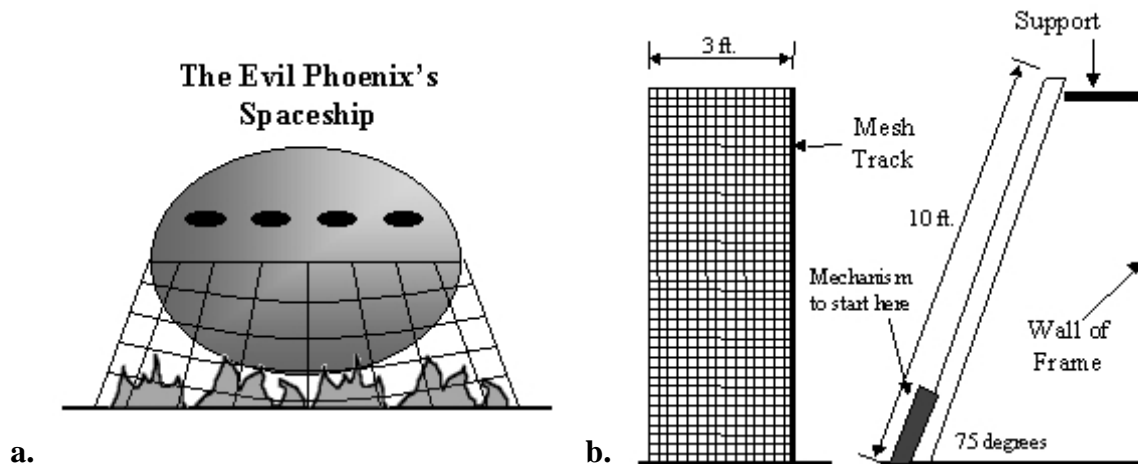 The Evil Phoenix's
Spaceship
a.
3 ft.
Mesh
Track
b.
Support
10 ft.
Mechanism
to start here
Wall of
Frame
75 degrees